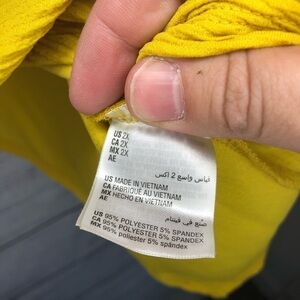 US 2X
CA 2X
MX 2X
AE
قياس واسع 2 اكس
US MADE IN VIETNAM
CA FABRIQUÉ AU VIETNAM
MX HECHO EN VIETNAM
AE
صنع في فيتنام
US 95% POLYESTER 5% SPANDEX
CA 95% POLYESTER 5% SPANDEX
MX 95% poliéster 5% spandex